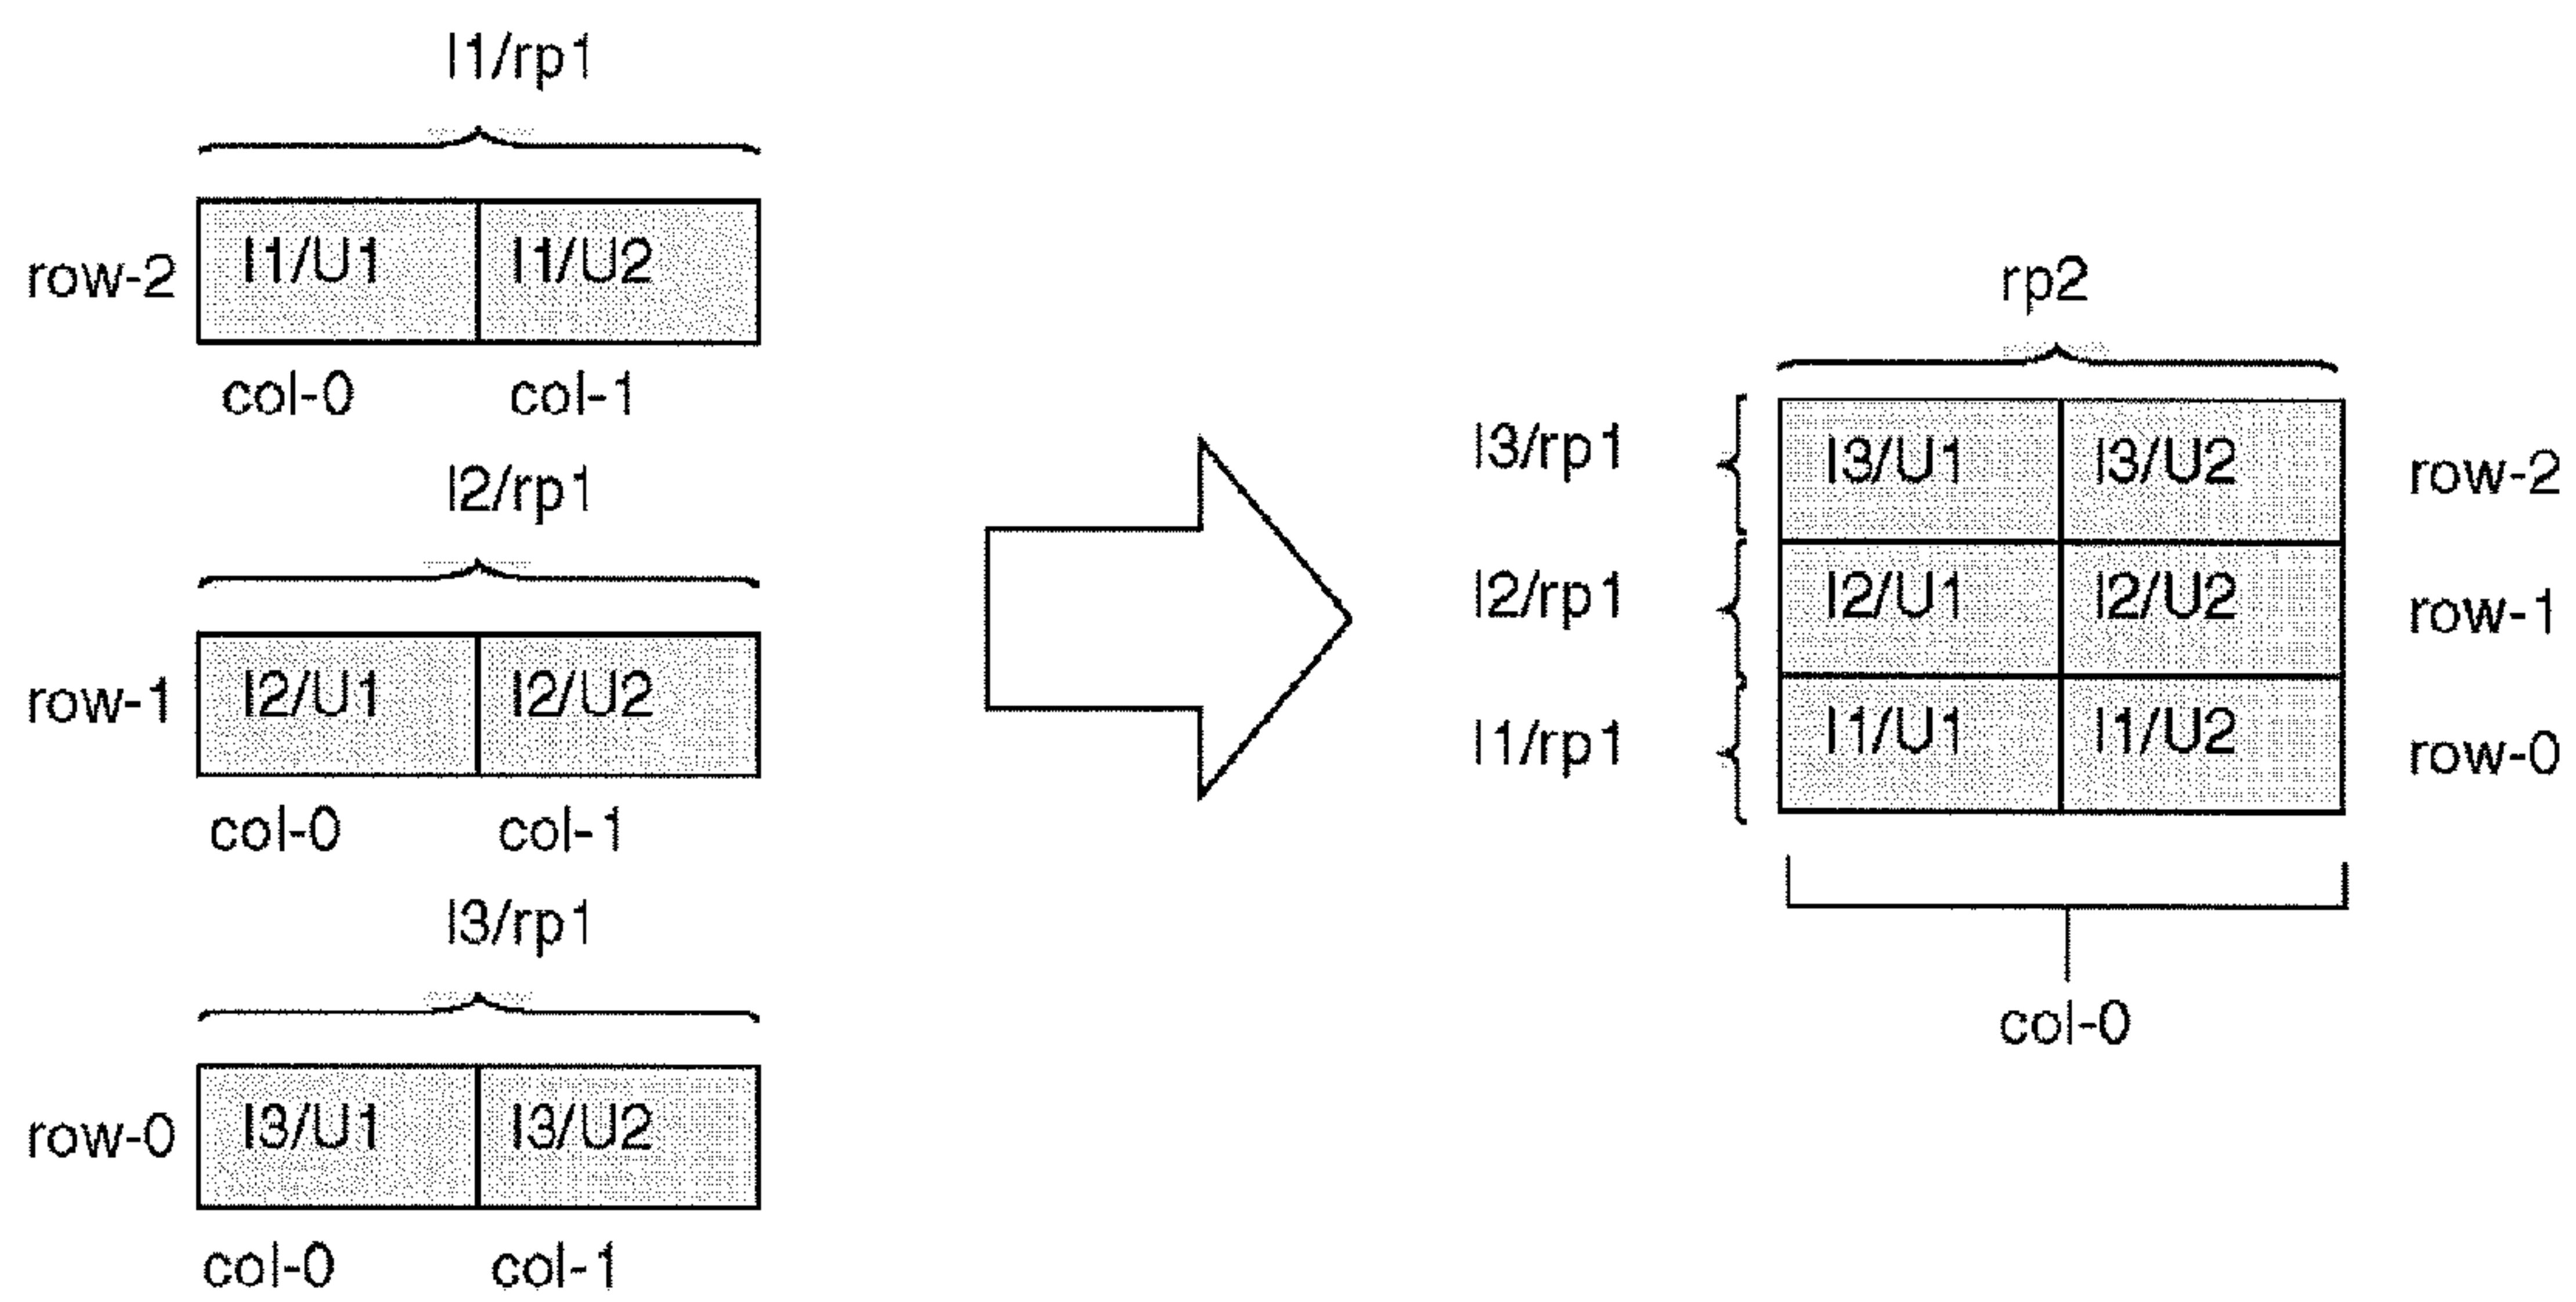 I1/rp1
row-2 I1/U1 I1/U2
col-0 col-1
I2/rp1
row-1 I2/U1 I2/U2
col-0 col-1
I3/rp1
row-0 I3/U1 I3/U2
col-0 col-1
rp2
I3/rp1 I3/U1 I3/U2 row-2
I2/rp1 I2/U1 I2/U2 row-1
I1/rp1 I1/U1 I1/U2 row-0
col-0